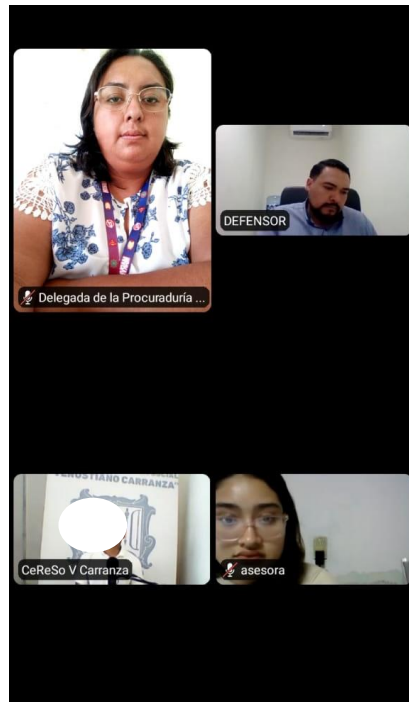 Delegada de la Procuraduría ...
DEFENSOR
VENUSTIANO CARRANZA"
CeReSo V Carranza
asesora